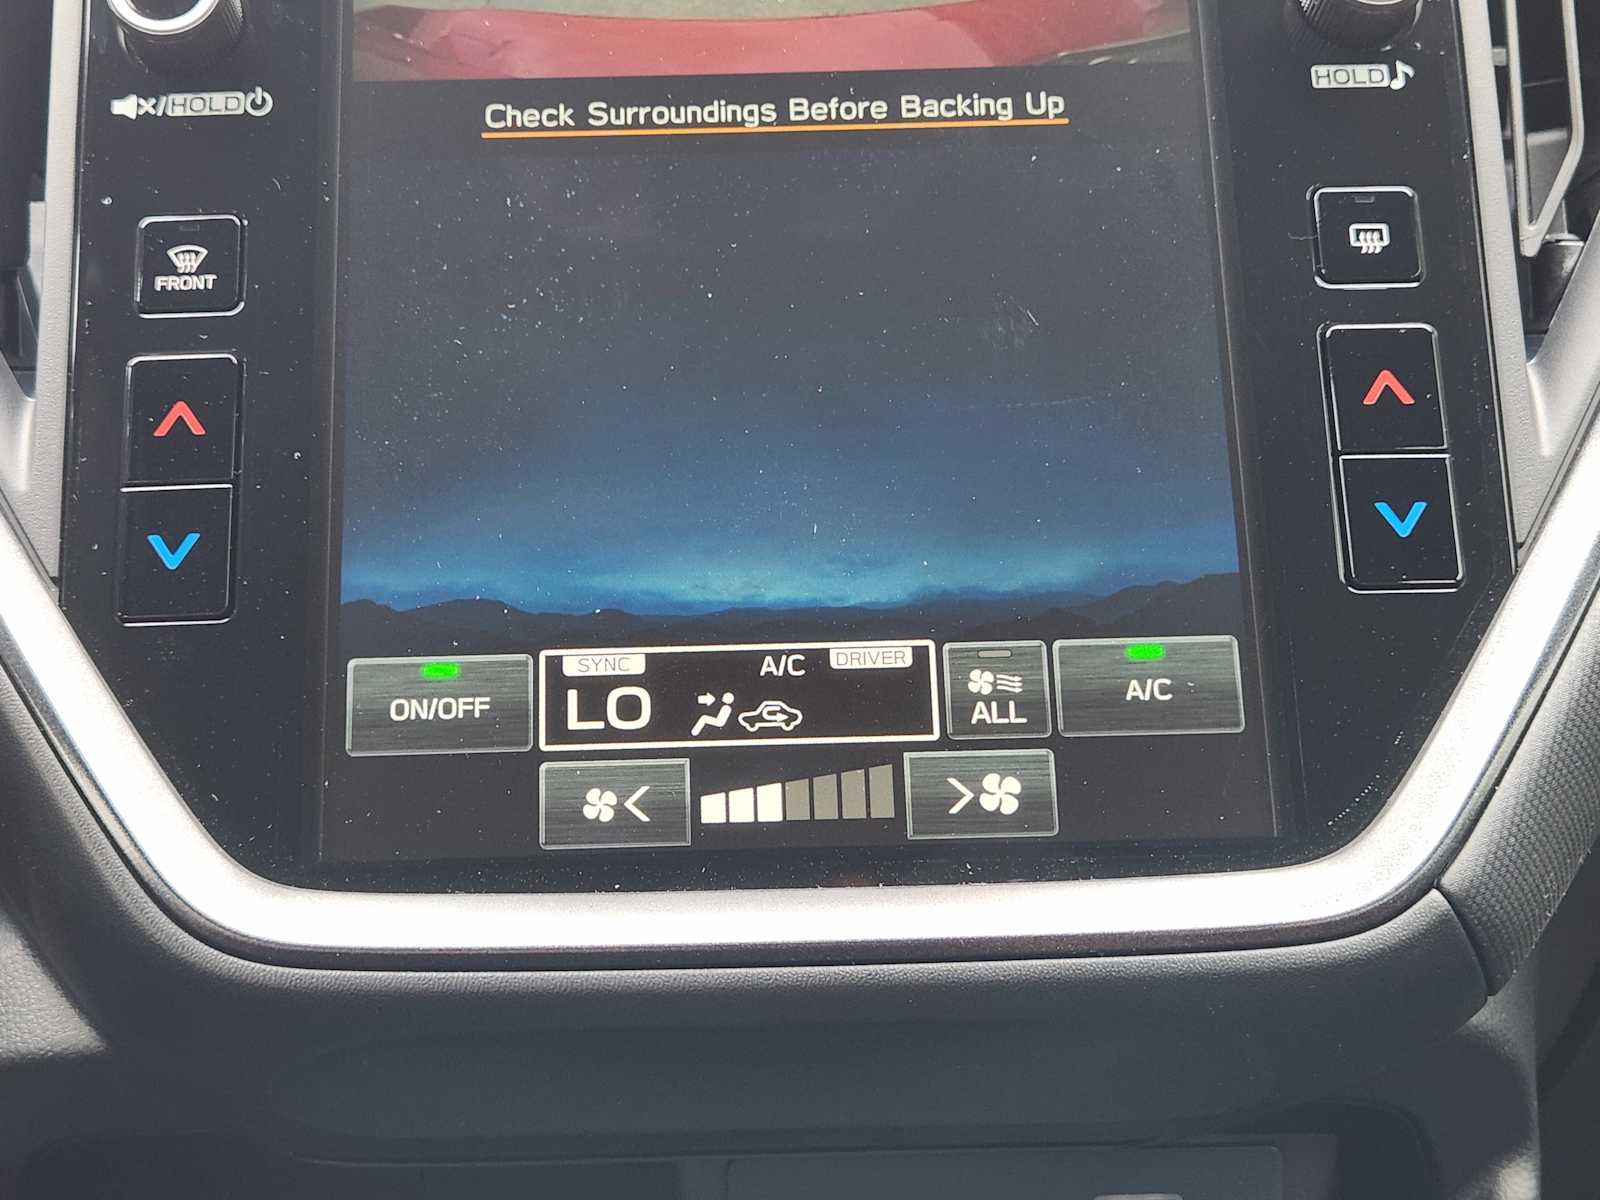 Check Surroundings Before Backing Up
/HOLD
HOLD
FRONT
ON/OFF
SYNC
A/C
DRIVER
LO
ALL
A/C